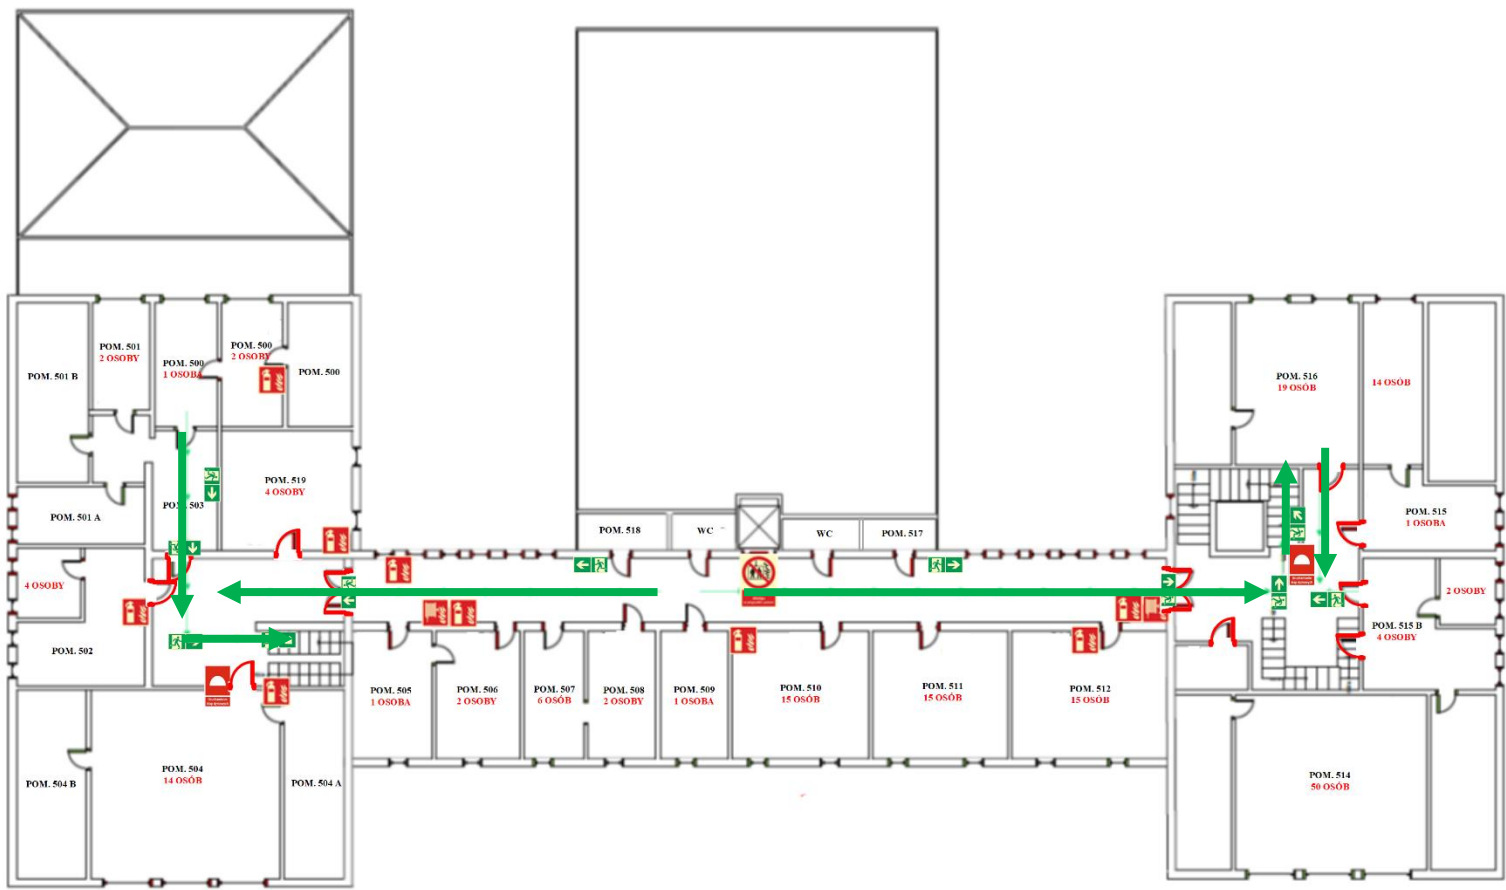 POM. 501 B
POM. 501
2 OSOBY
POM. 500
1 OSOBA
POM. 500
2 OSOBY
POM. 500
POM. 503
POM. 519
4 OSOBY
POM. 501 A
4 OSOBY
POM. 502
POM. 504 B
POM. 504
14 OSÓB
POM. 504 A
POM. 505
1 OSOBA
POM. 506
2 OSOBY
POM. 507
6 OSÓB
POM. 508
2 OSOBY
POM. 509
1 OSOBA
POM. 510
15 OSÓB
POM. 511
15 OSÓB
POM. 512
15 OSÓB
POM. 518
WC
WC
POM. 517
POM. 516
19 OSÓB
14 OSÓB
POM. 515
1 OSOBA
2 OSOBY
POM. 515 B
4 OSOBY
POM. 514
50 OSÓB